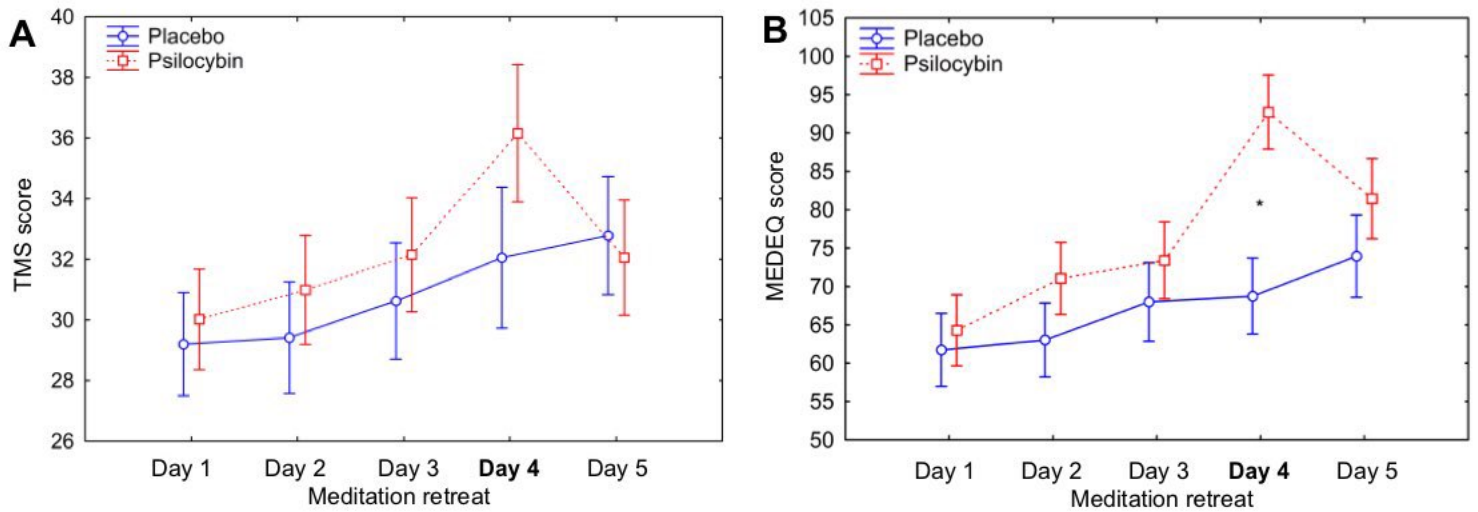 A
Placebo
Psilocybin
40
38
36
34
32
30
28
26
TMS score
Day 1 Day 2 Day 3 Day 4 Day 5
Meditation retreat
B
Placebo
Psilocybin
105
100
95
90
85
80
75
70
65
60
55
50
MEDEQ score
*
Day 1 Day 2 Day 3 Day 4 Day 5
Meditation retreat